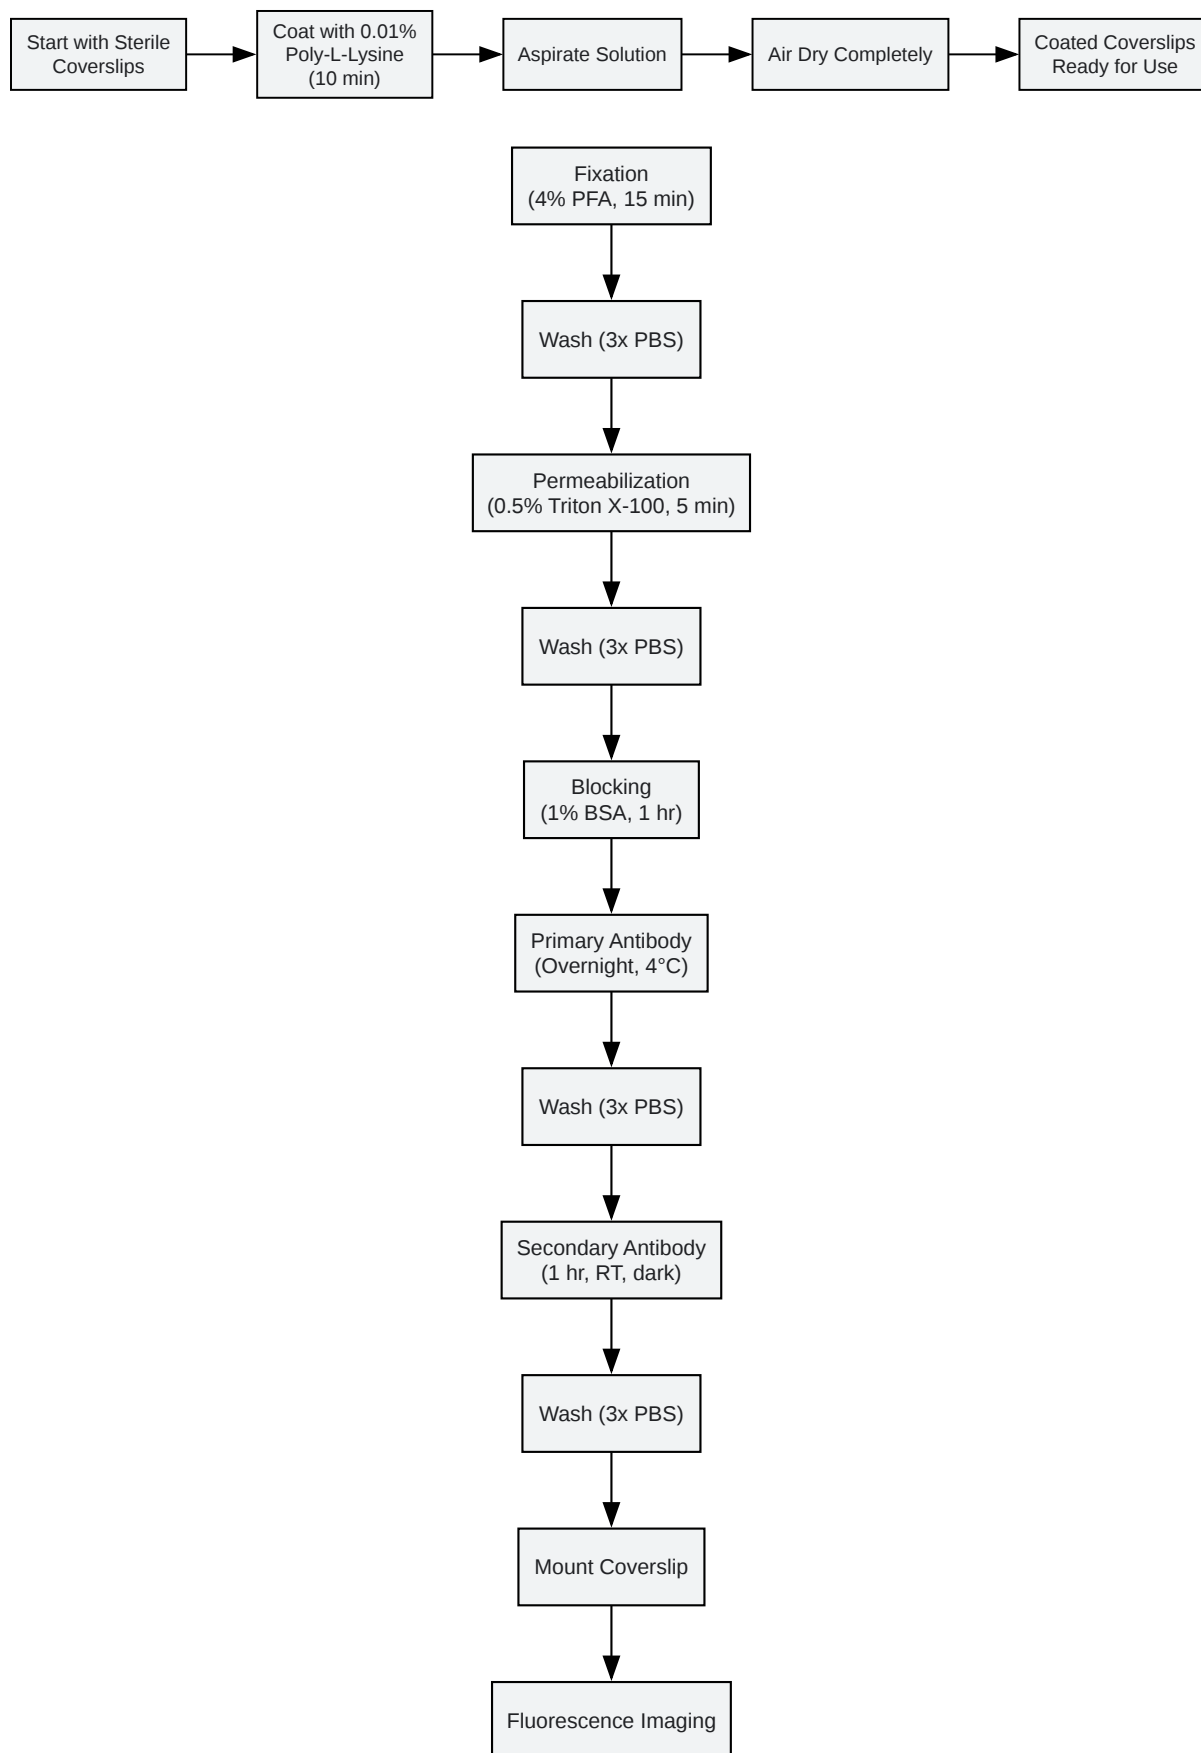 Start with Sterile
Coverslips
Coat with 0.01%
Poly-L-Lysine
(10 min)
Aspirate Solution
Air Dry Completely
Coated Coverslips
Ready for Use
Fixation
(4% PFA, 15 min)
Wash (3x PBS)
Permeabilization
(0.5% Triton X-100, 5 min)
Wash (3x PBS)
Blocking
(1% BSA, 1 hr)
Primary Antibody
(Overnight, 4°C)
Wash (3x PBS)
Secondary Antibody
(1 hr, RT, dark)
Wash (3x PBS)
Mount Coverslip
Fluorescence Imaging